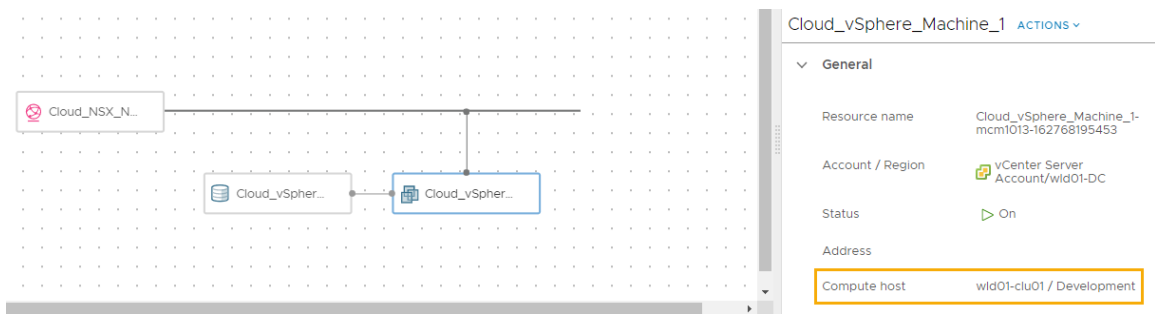 Cloud_vSphere_Machine_1 ACTIONS
General
Cloud_NSX_N...
Resource name
Cloud_vSphere_Machine_1-
mcm1013-162768195453
Account / Region
vCenter Server
Account/wld01-DC
Cloud_vSpher...
Cloud_vSpher...
Status
On
Address
Compute host
wld01-clu01 / Development